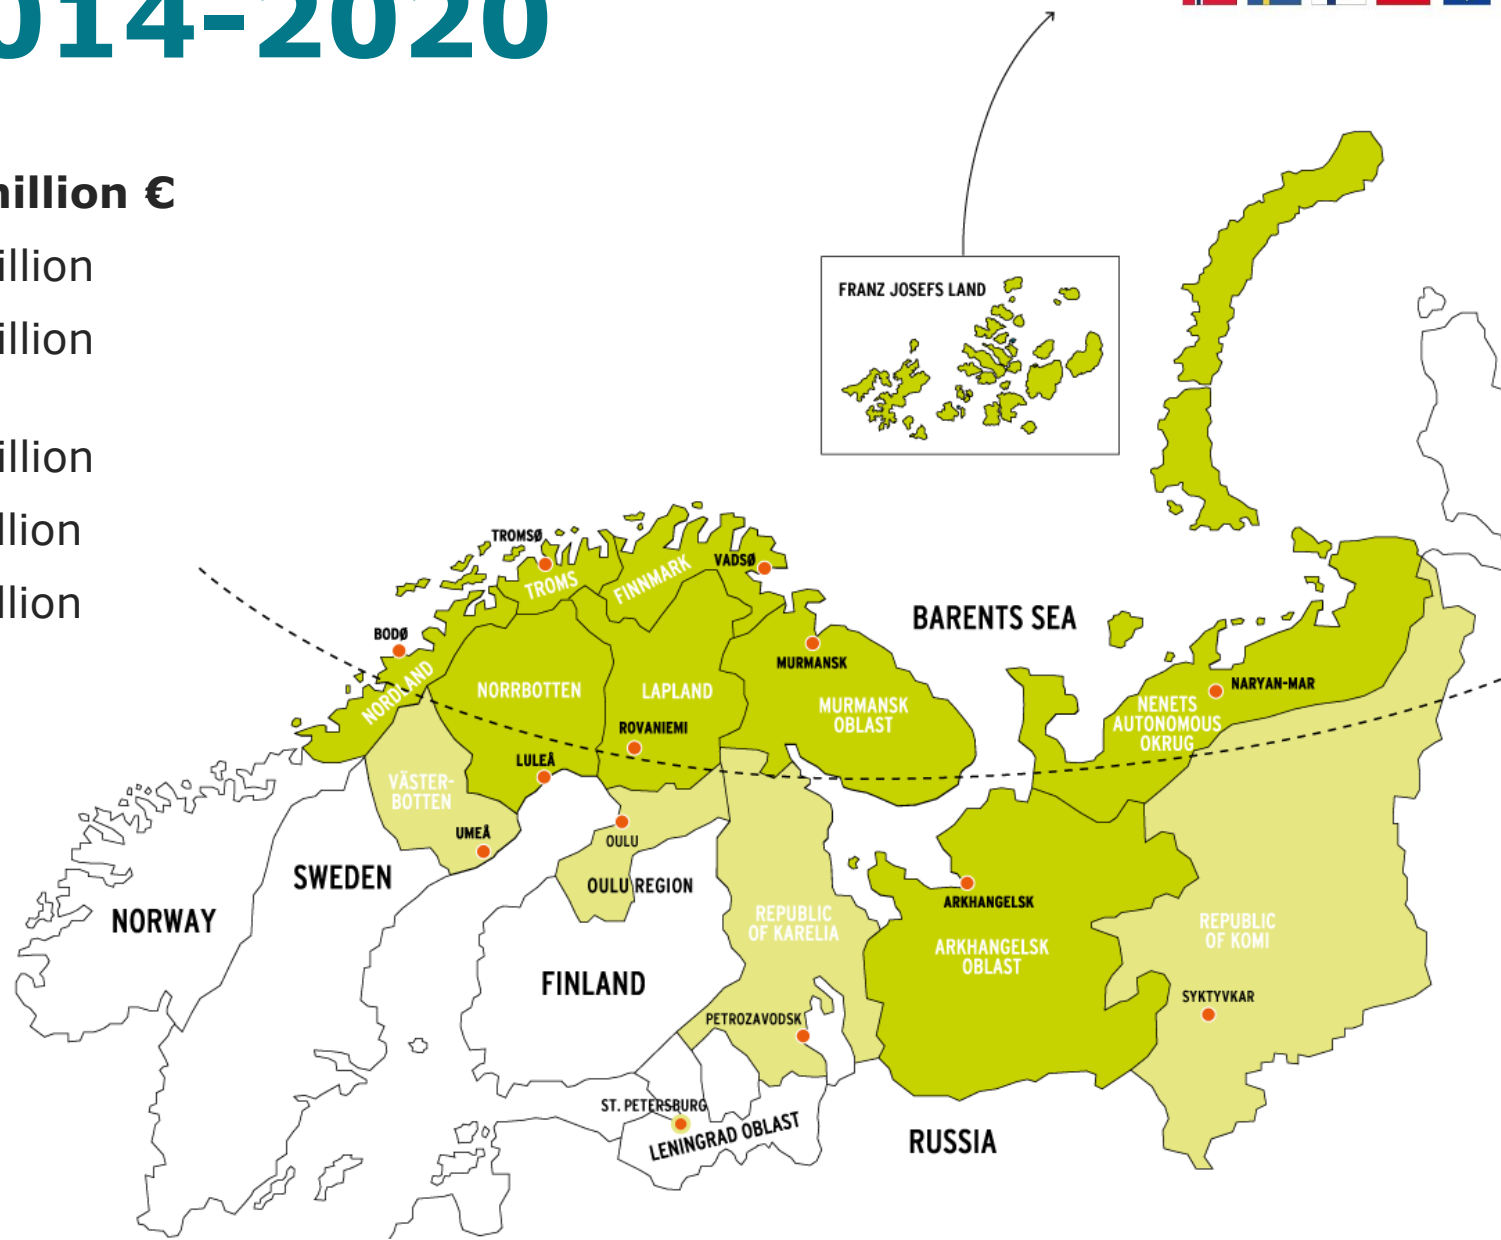 014–2020
million €
illion
illion
illion
llion
llion
FRANZ JOSEFS LAND
TROMSØ
TROMS
FINNMARK
VADSØ
BODØ
NORDLAND
NORRBOTTEN
LAPLAND
ROVANIEMI
LULEÅ
VÄSTER-
BOTTEN
UMEÅ
OULU
OULU REGION
MURMANSK
MURMANSK
OBLAST
BARENTS SEA
NARYAN-MAR
NENETS
AUTONOMOUS
OKRUG
SWEDEN
NORWAY
FINLAND
REPUBLIC
OF KARELIA
PETROZAVODSK
ARKHANGELSK
ARKHANGELSK
OBLAST
REPUBLIC
OF KOMI
SYKTYVKAR
ST. PETERSBURG
LENINGRAD OBLAST
RUSSIA